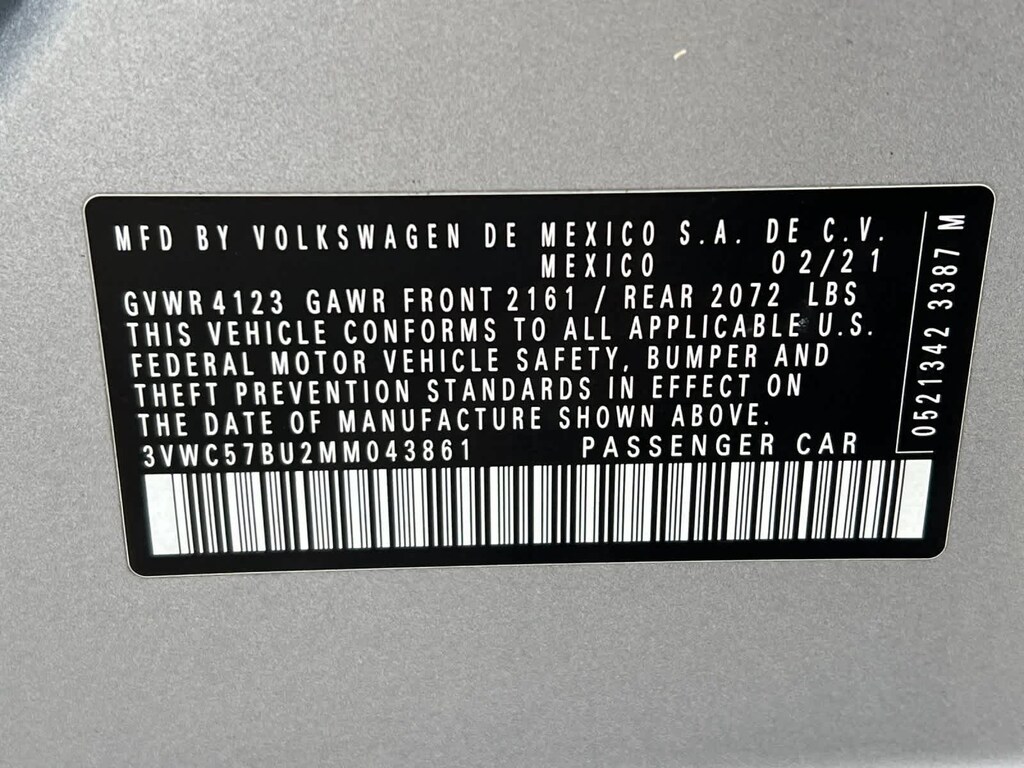 MFD BY VOLKSWAGEN DE MEXICO S.A. DE C.V.
MEXICO 02/21
GVWR 4123 GAWR FRONT 2161 / REAR 2072 LBS
THIS VEHICLE CONFORMS TO ALL APPLICABLE U.S.
FEDERAL MOTOR VEHICLE SAFETY, BUMPER AND
THEFT PREVENTION STANDARDS IN EFFECT ON
THE DATE OF MANUFACTURE SHOWN ABOVE.
3VWC57BU2MM043861 PASSENGER CAR
0521342 3387 M